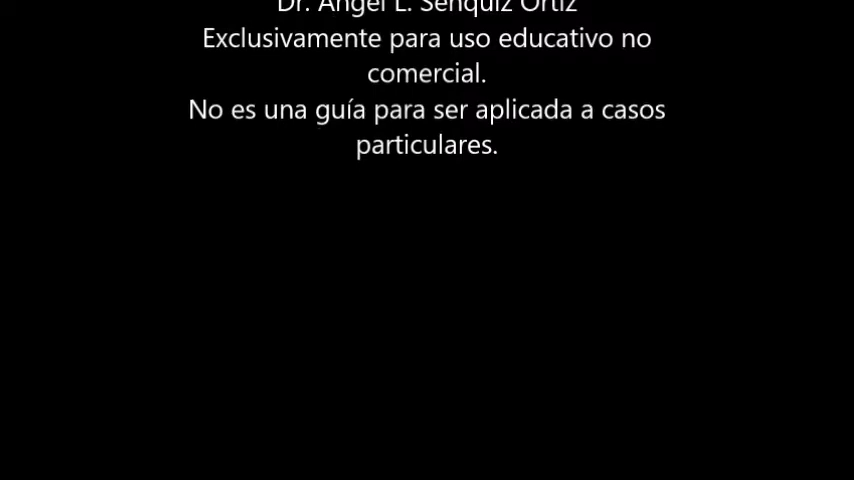 Dr. Angel L. Senquiz Ortiz
Exclusivamente para uso educativo no
comercial.
No es una guía para ser aplicada a casos
particulares.